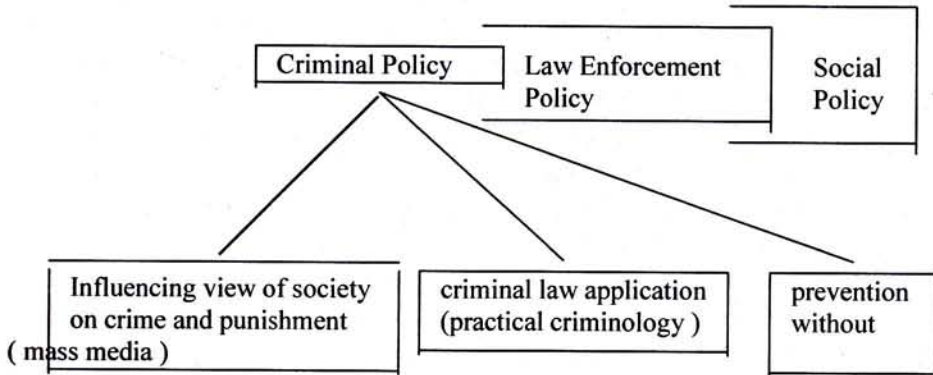 Criminal Policy
Law Enforcement
Policy
Social
Policy
Influencing view of society
on crime and punishment
( mass media )
criminal law application
(practical criminology )
prevention
without